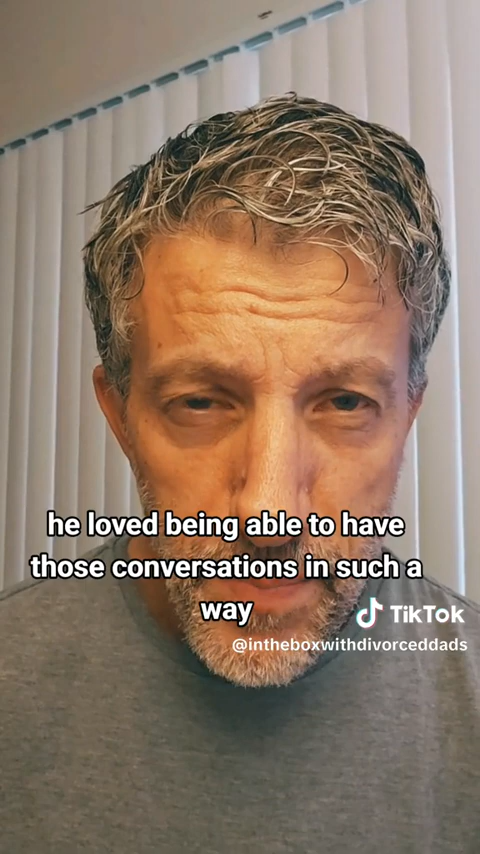 he loved being able to have
those conversations in such a
way
TikTok
@intheboxwithdivorceddads